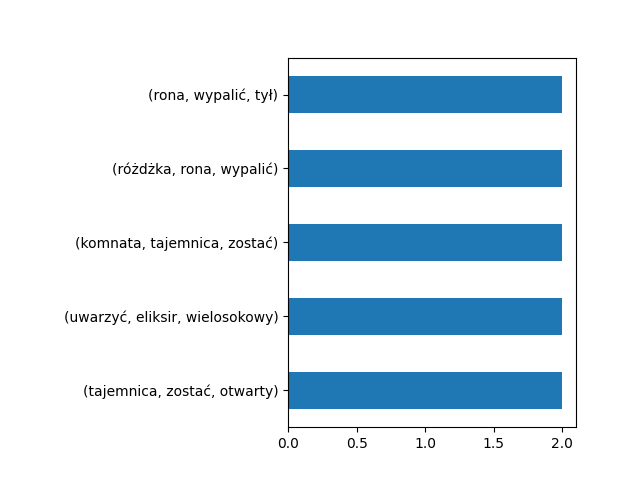 (rona, wypalić, tył)
(różdżka, rona, wypalić)
(komnata, tajemnica, zostać)
(uwarzyć, eliksir, wielosokowy)
(tajemnica, zostać, otwarty)
0.0 0.5 1.0 1.5 2.0